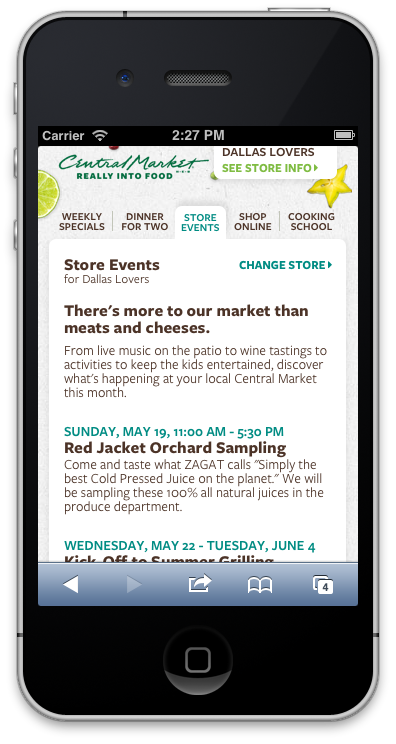 Carrier 2:27 PM
DALLAS LOVERS
Central Market
H-E-B
REALLY INTO FOOD
SEE STORE INFO
WEEKLY SPECIALS
DINNER FOR TWO
STORE EVENTS
SHOP ONLINE
COOKING SCHOOL
Store Events
CHANGE STORE
for Dallas Lovers
There's more to our market than
meats and cheeses.
From live music on the patio to wine tastings to
activities to keep the kids entertained, discover
what's happening at your local Central Market
this month.
SUNDAY, MAY 19, 11:00 AM - 5:30 PM
Red Jacket Orchard Sampling
Come and taste what ZAGAT calls "Simply the
best Cold Pressed Juice on the planet." We will
be sampling these 100% all natural juices in the
produce department.
WEDNESDAY, MAY 22 - TUESDAY, JUNE 4
Kick-Off to Summer Grilling
4